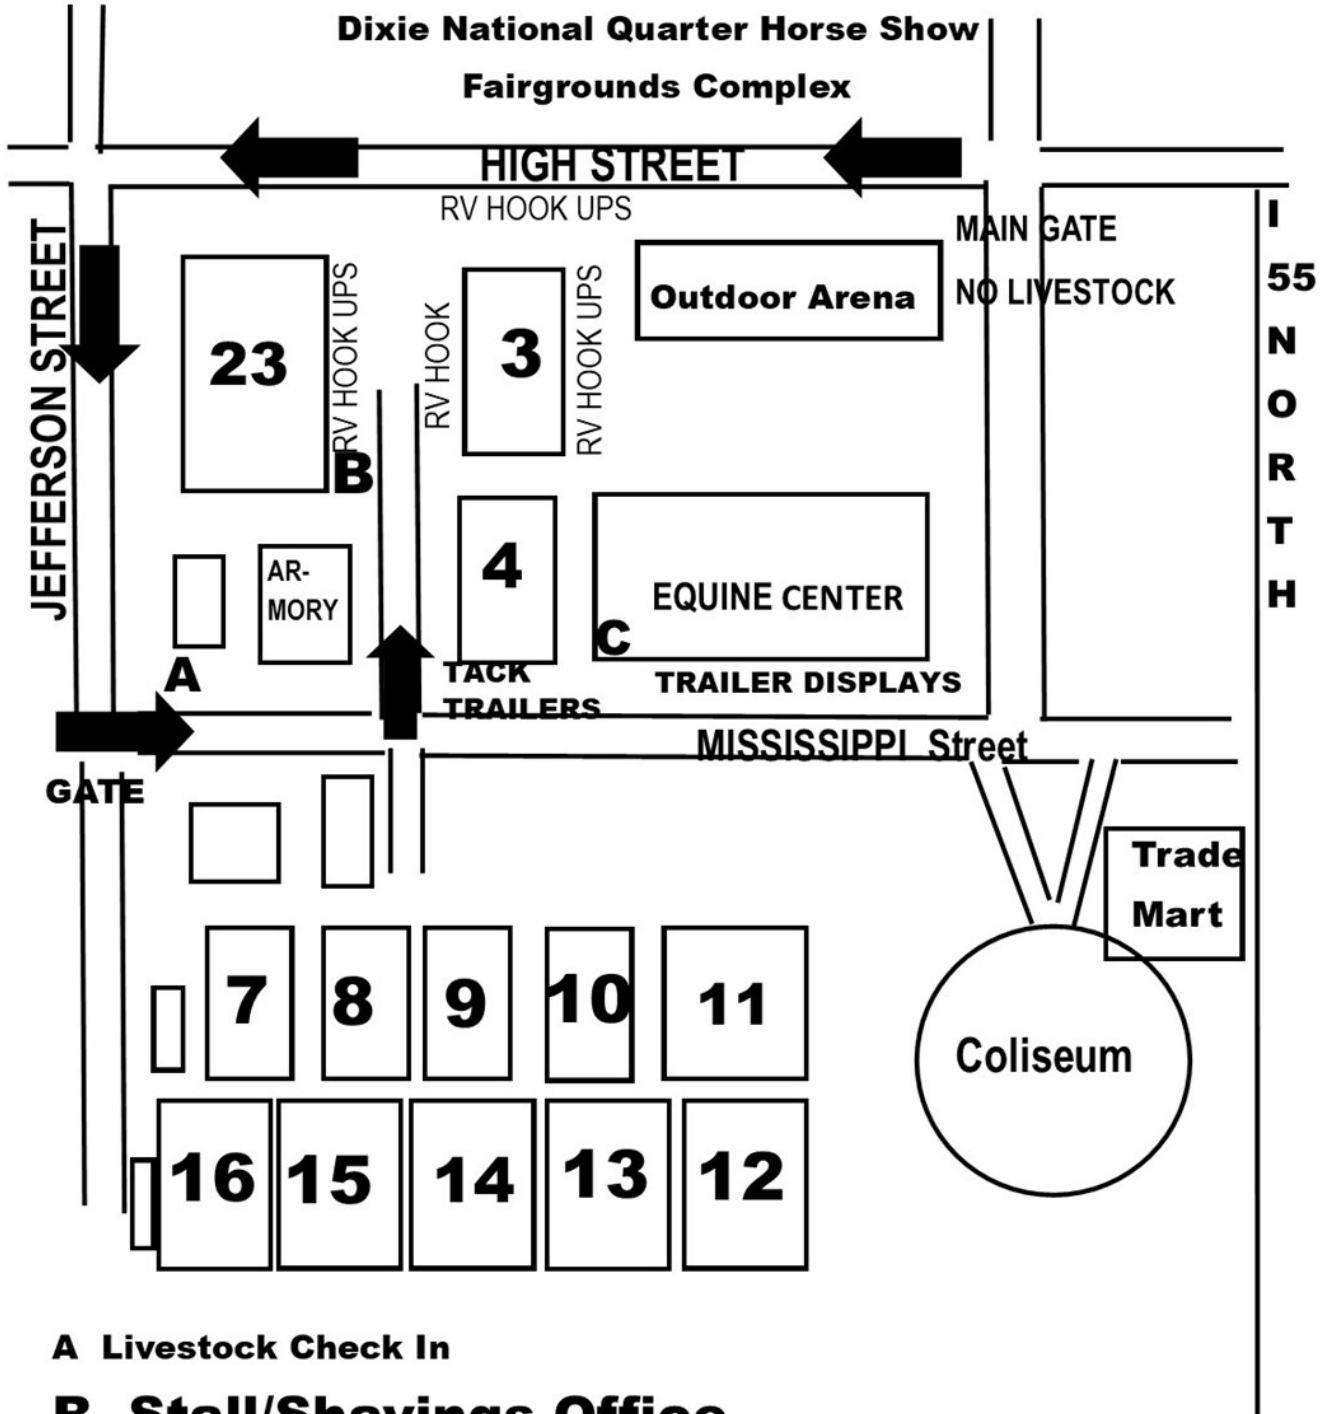 Dixie National Quarter Horse Show
Fairgrounds Complex
HIGH STREET
RV HOOK UPS
MAIN GATE
NO LIVESTOCK
I
55
N
O
R
T
H
JEFFERSON STREET
23
RV HOOK UPS
B
RV HOOK
3
RV HOOK UPS
Outdoor Arena
AR-
MORY
4
EQUINE CENTER
C
A
TACK
TRAILERS
TRAILER DISPLAYS
MISSISSIPPI Street
GATE
Trade
Mart
7
8
9
10
11
Coliseum
16
15
14
13
12
A Livestock Check In
B Stall/Shavings Office